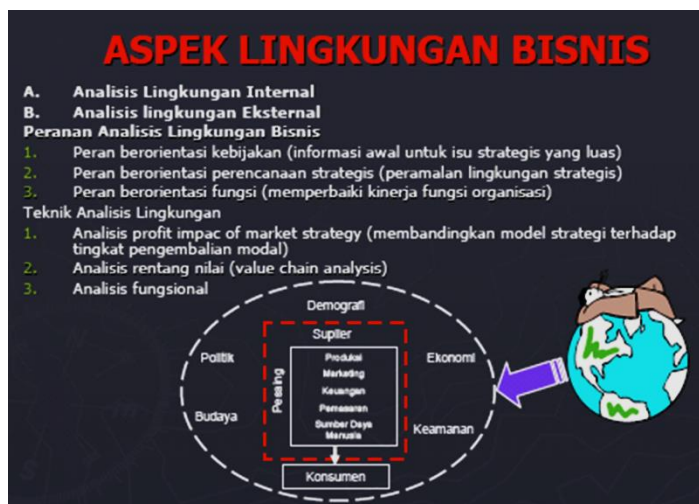 ASPEK LINGKUNGAN BISNIS
A. Analisis Lingkungan Internal
B. Analisis lingkungan Eksternal
Peranan Analisis Lingkungan Bisnis
1. Peran berorientasi kebijakan (informasi awal untuk isu strategis yang luas)
2. Peran berorientasi perencanaan strategis (peramalan lingkungan strategis)
3. Peran berorientasi fungsi (memperbaiki kinerja fungsi organisasi)
Teknik Analisis Lingkungan
1. Analisis profit impac of market strategy (membandingkan model strategi terhadap
tingkat pengembalian modal)
2. Analisis rentang nilai (value chain analysis)
3. Analisis fungsional
Demografi
Suplier
Politik
Ekonomi
Pesaing
Produksi
Marketing
Keuangan
Pemasaran
Sumber Daya
Manusia
Budaya
Keamanan
Konsumen